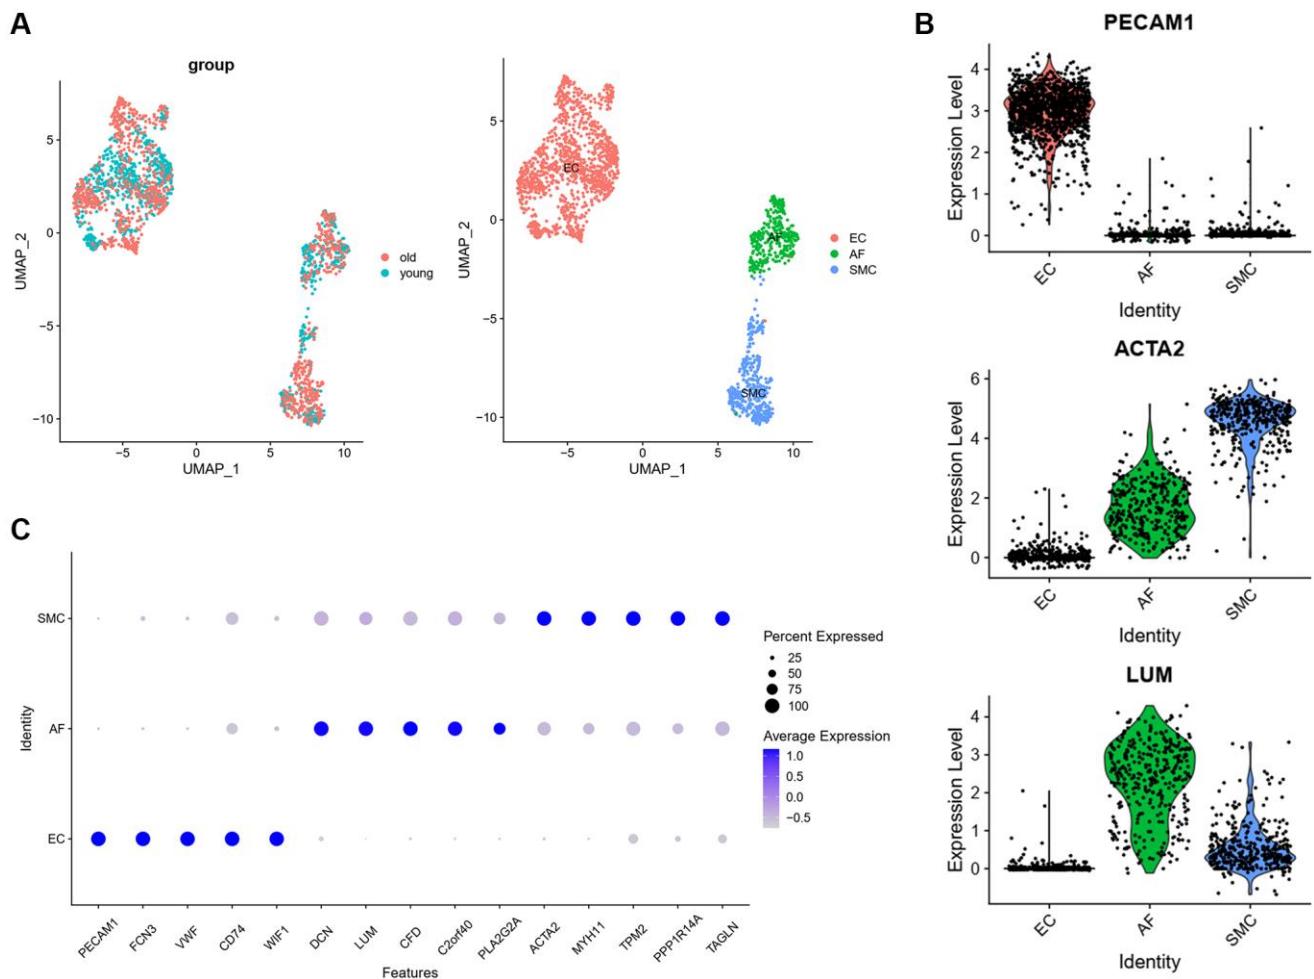 A
group
5
0
−5
−10
UMAP_2
−5
0
5
10
UMAP_1
old
young
5
0
−5
−10
UMAP_2
−5
0
5
10
UMAP_1
EC
AF
SMC
EC
AF
SMC
B
PECAM1
4
3
2
1
0
Expression Level
EC
AF
SMC
Identity
ACTA2
6
4
2
0
Expression Level
EC
AF
SMC
Identity
LUM
4
3
2
1
0
Expression Level
EC
AF
SMC
Identity
C
SMC
AF
EC
Identity
PECAM1
FCN3
VWF
CD74
WIF1
DCN
LUM
CFD
C2orf40
PLA2G2A
ACTA2
MYH11
TPM2
PPP1R14A
TAGLN
Features
Percent Expressed
25
50
75
100
Average Expression
1.0
0.5
0.0
−0.5